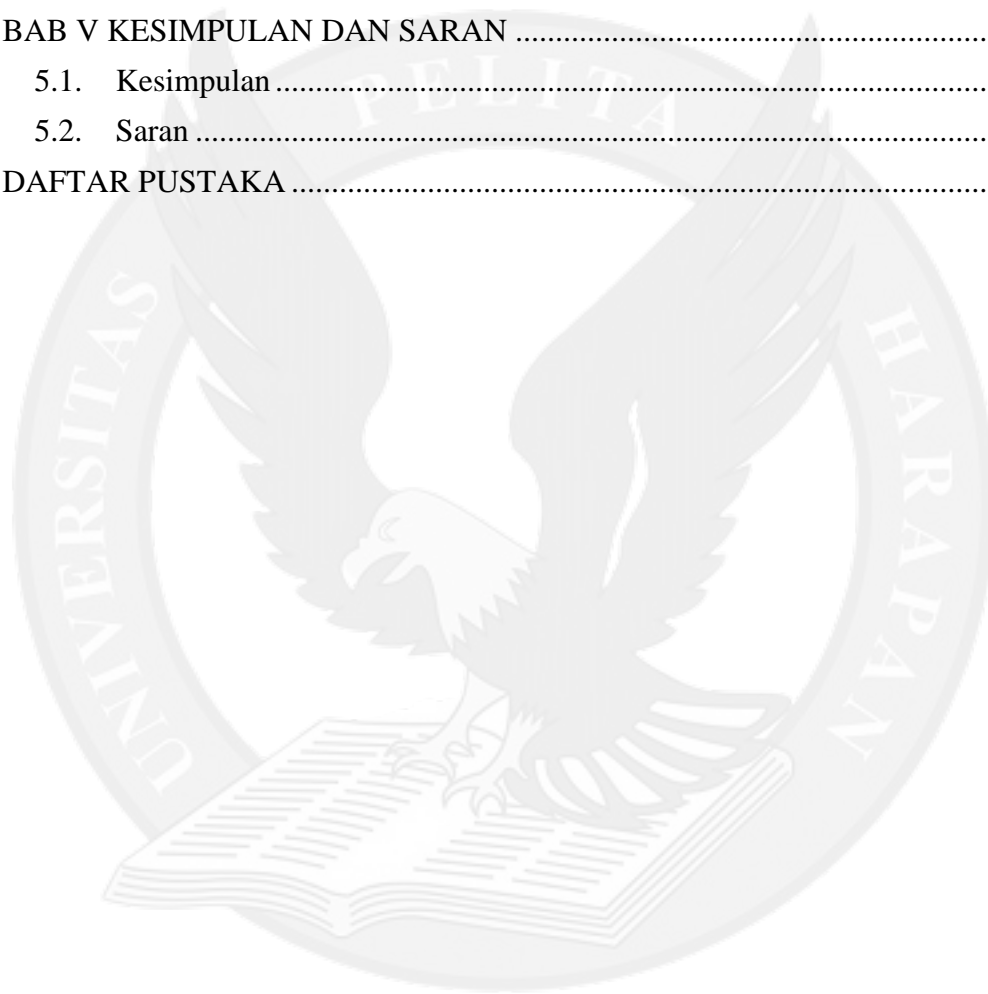 BAB V KESIMPULAN DAN SARAN ............................................................
5.1. Kesimpulan ..........................................................................................
5.2. Saran ....................................................................................................
DAFTAR PUSTAKA ........................................................................................
UNIVERSITAS PELITA HARAPAN